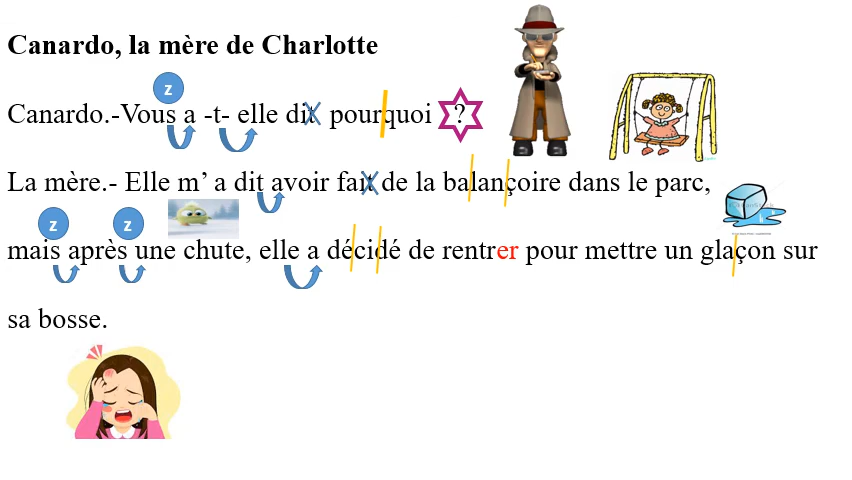 Canardo, la mère de Charlotte
z
Canardo.-Vous a -t- elle dit pourquoi ?
La mère.- Elle m’ a dit avoir fait de la balançoire dans le parc,
z z
mais après une chute, elle a décidé de rentrer pour mettre un glaçon sur
sa bosse.